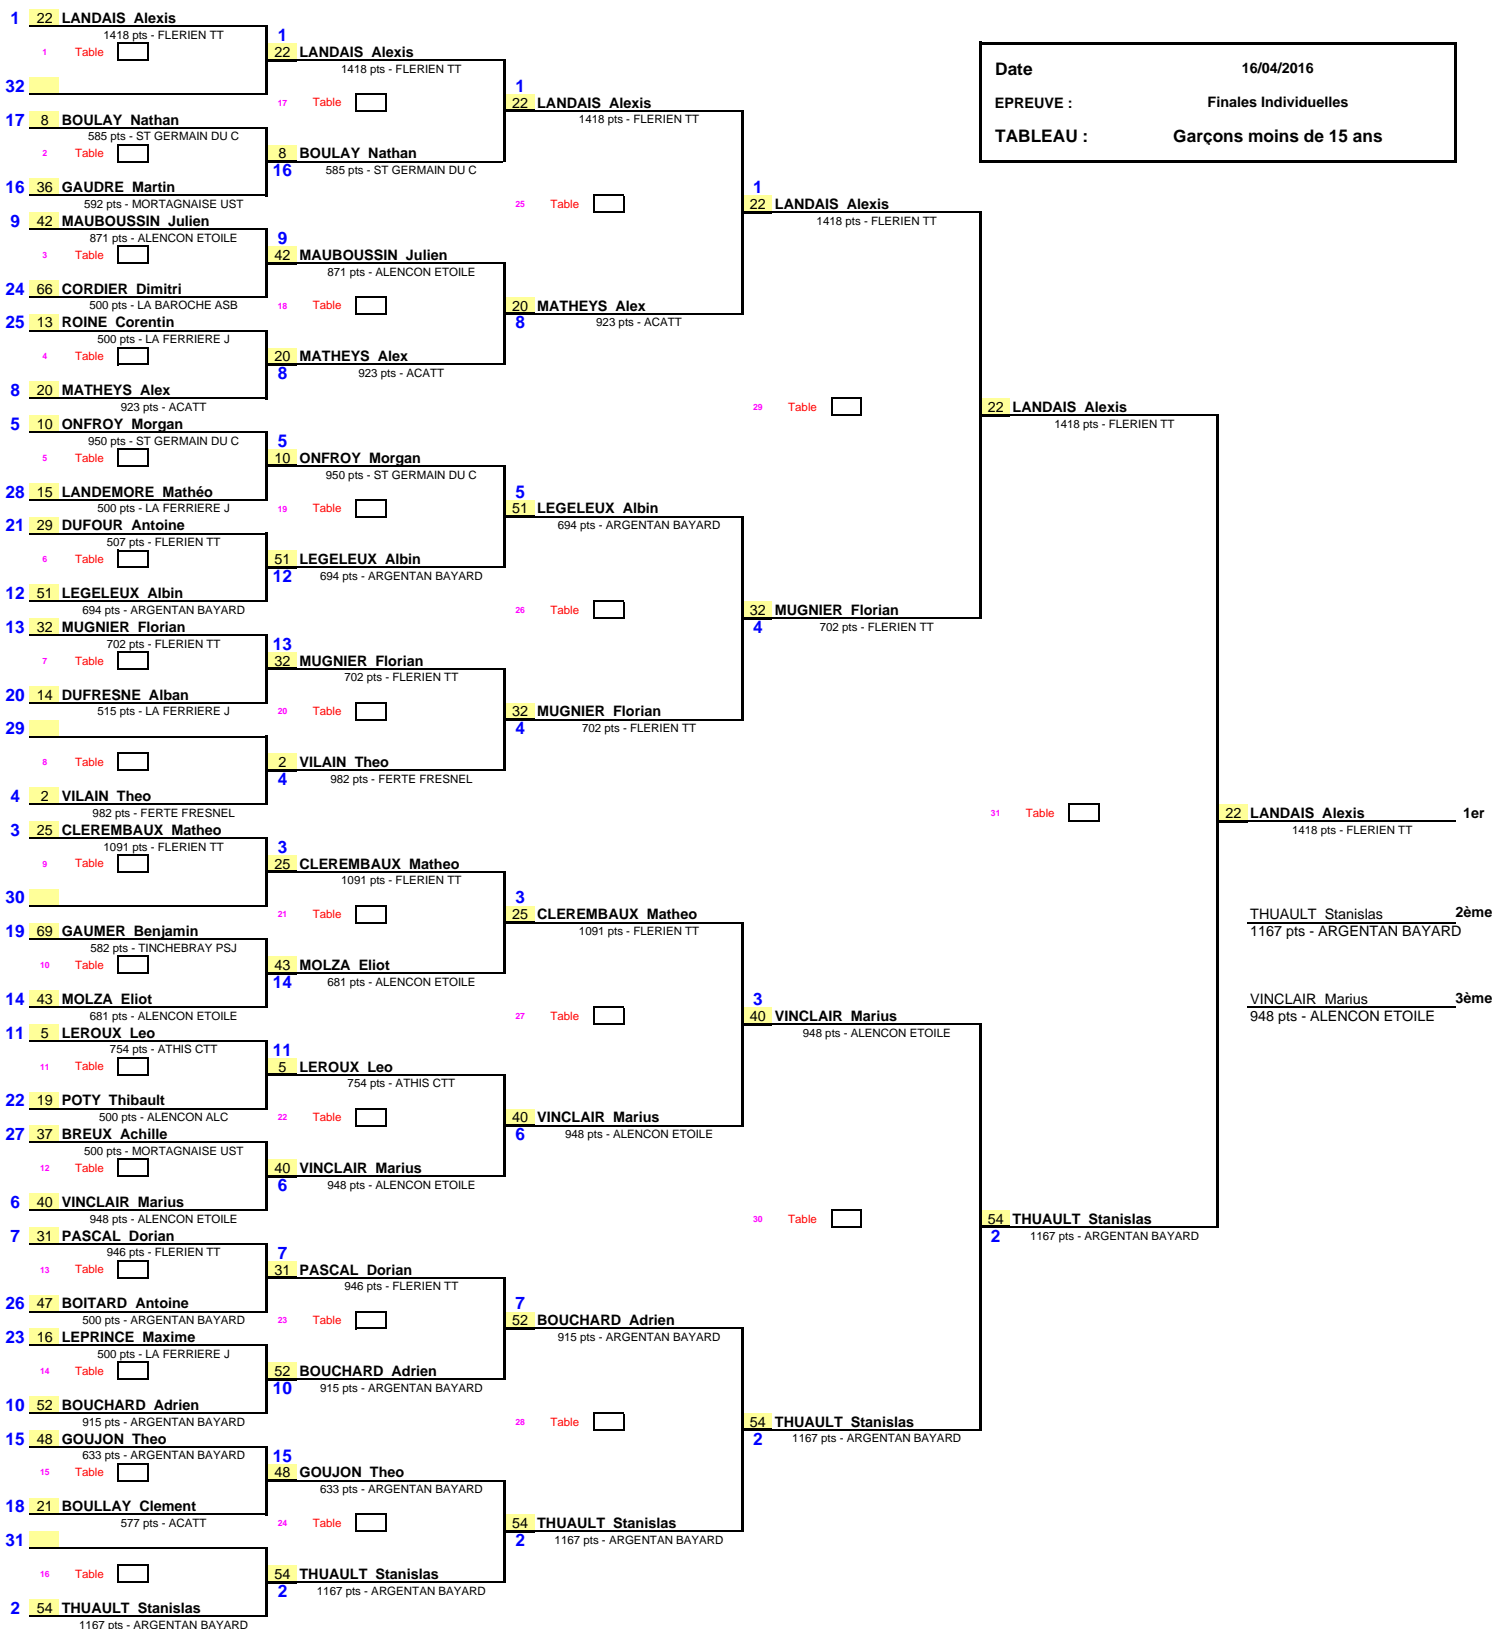 Date 16/04/2016
EPREUVE : Finales Individuelles
TABLEAU : Garçons moins de 15 ans
1 22 LANDAIS Alexis
1418 pts - FLERIEN TT
1 Table
32
17 8 BOULAY Nathan
585 pts - ST GERMAIN DU C
2 Table
16 36 GAUDRE Martin
592 pts - MORTAGNAISE UST
9 42 MAUBOUSSIN Julien
871 pts - ALENCON ETOILE
3 Table
24 66 CORDIER Dimitri
500 pts - LA BAROCHE ASB
25 13 ROINE Corentin
500 pts - LA FERRIERE J
4 Table
8 20 MATHEYS Alex
923 pts - ACATT
5 10 ONFROY Morgan
950 pts - ST GERMAIN DU C
5 Table
28 15 LANDEMORE Mathéo
500 pts - LA FERRIERE J
21 29 DUFOUR Antoine
507 pts - FLERIEN TT
6 Table
12 51 LEGELEUX Albin
694 pts - ARGENTAN BAYARD
13 32 MUGNIER Florian
702 pts - FLERIEN TT
7 Table
20 14 DUFRESNE Alban
515 pts - LA FERRIERE J
29
8 Table
4 2 VILAIN Theo
982 pts - FERTE FRESNEL
3 25 CLEREMBAUX Matheo
1091 pts - FLERIEN TT
9 Table
30
19 69 GAUMER Benjamin
582 pts - TINCHEBRAY PSJ
10 Table
14 43 MOLZA Eliot
681 pts - ALENCON ETOILE
11 5 LEROUX Leo
754 pts - ATHIS CTT
11 Table
22 19 POTY Thibault
500 pts - ALENCON ALC
27 37 BREUX Achille
500 pts - MORTAGNAISE UST
12 Table
6 40 VINCLAIR Marius
948 pts - ALENCON ETOILE
7 31 PASCAL Dorian
946 pts - FLERIEN TT
13 Table
26 47 BOITARD Antoine
500 pts - ARGENTAN BAYARD
23 16 LEPRINCE Maxime
500 pts - LA FERRIERE J
14 Table
10 52 BOUCHARD Adrien
915 pts - ARGENTAN BAYARD
15 48 GOUJON Theo
633 pts - ARGENTAN BAYARD
15 Table
18 21 BOULLAY Clement
577 pts - ACATT
31
16 Table
2 54 THUAULT Stanislas
1167 pts - ARGENTAN BAYARD
1
22 LANDAIS Alexis
1418 pts - FLERIEN TT
17 Table
8 BOULAY Nathan
16 585 pts - ST GERMAIN DU C
9
42 MAUBOUSSIN Julien
871 pts - ALENCON ETOILE
18 Table
20 MATHEYS Alex
8 923 pts - ACATT
5
10 ONFROY Morgan
950 pts - ST GERMAIN DU C
19 Table
51 LEGELEUX Albin
12 694 pts - ARGENTAN BAYARD
13
32 MUGNIER Florian
702 pts - FLERIEN TT
20 Table
2 VILAIN Theo
4 982 pts - FERTE FRESNEL
3
25 CLEREMBAUX Matheo
1091 pts - FLERIEN TT
21 Table
43 MOLZA Eliot
14 681 pts - ALENCON ETOILE
11
5 LEROUX Leo
754 pts - ATHIS CTT
22 Table
40 VINCLAIR Marius
6 948 pts - ALENCON ETOILE
7
31 PASCAL Dorian
946 pts - FLERIEN TT
23 Table
52 BOUCHARD Adrien
10 915 pts - ARGENTAN BAYARD
15
48 GOUJON Theo
633 pts - ARGENTAN BAYARD
24 Table
54 THUAULT Stanislas
2 1167 pts - ARGENTAN BAYARD
1
22 LANDAIS Alexis
1418 pts - FLERIEN TT
25 Table
20 MATHEYS Alex
8 923 pts - ACATT
5
51 LEGELEUX Albin
694 pts - ARGENTAN BAYARD
26 Table
32 MUGNIER Florian
4 702 pts - FLERIEN TT
3
25 CLEREMBAUX Matheo
1091 pts - FLERIEN TT
27 Table
40 VINCLAIR Marius
6 948 pts - ALENCON ETOILE
7
52 BOUCHARD Adrien
915 pts - ARGENTAN BAYARD
28 Table
54 THUAULT Stanislas
2 1167 pts - ARGENTAN BAYARD
1
22 LANDAIS Alexis
1418 pts - FLERIEN TT
29 Table
32 MUGNIER Florian
4 702 pts - FLERIEN TT
3
40 VINCLAIR Marius
948 pts - ALENCON ETOILE
30 Table
54 THUAULT Stanislas
2 1167 pts - ARGENTAN BAYARD
22 LANDAIS Alexis
1418 pts - FLERIEN TT
31 Table
54 THUAULT Stanislas
2 1167 pts - ARGENTAN BAYARD
22 LANDAIS Alexis 1er
1418 pts - FLERIEN TT
THUAULT Stanislas 2ème
1167 pts - ARGENTAN BAYARD
VINCLAIR Marius 3ème
948 pts - ALENCON ETOILE